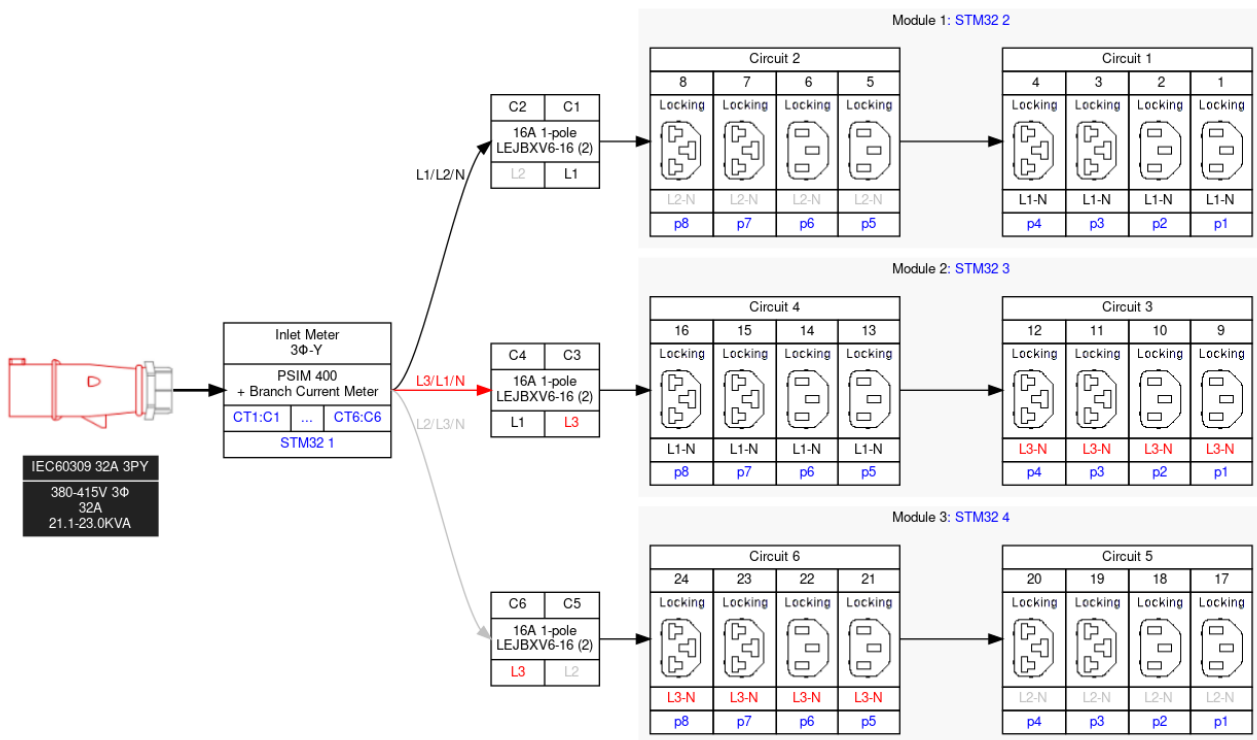 Module 1: STM32 2
Circuit 2
8 7 6 5
Locking Locking Locking Locking
L2-N L2-N L2-N L2-N
p8 p7 p6 p5
Circuit 1
4 3 2 1
Locking Locking Locking Locking
L1-N L1-N L1-N L1-N
p4 p3 p2 p1
C2 C1
16A 1-pole
LEJBXV6-16 (2)
L2 L1
L1/L2/N
Module 2: STM32 3
Circuit 4
16 15 14 13
Locking Locking Locking Locking
L1-N L1-N L1-N L1-N
p8 p7 p6 p5
Circuit 3
12 11 10 9
Locking Locking Locking Locking
L3-N L3-N L3-N L3-N
p4 p3 p2 p1
Inlet Meter
3Φ-Y
PSIM 400
+ Branch Current Meter
CT1:C1 ... CT6:C6
STM32 1
L3/L1/N
C4 C3
16A 1-pole
LEJBXV6-16 (2)
L1 L3
L2/L3/N
IEC60309 32A 3PY
380-415V 3Φ
32A
21.1-23.0KVA
Module 3: STM32 4
Circuit 6
24 23 22 21
Locking Locking Locking Locking
L3-N L3-N L3-N L3-N
p8 p7 p6 p5
Circuit 5
20 19 18 17
Locking Locking Locking Locking
L2-N L2-N L2-N L2-N
p4 p3 p2 p1
C6 C5
16A 1-pole
LEJBXV6-16 (2)
L3 L2